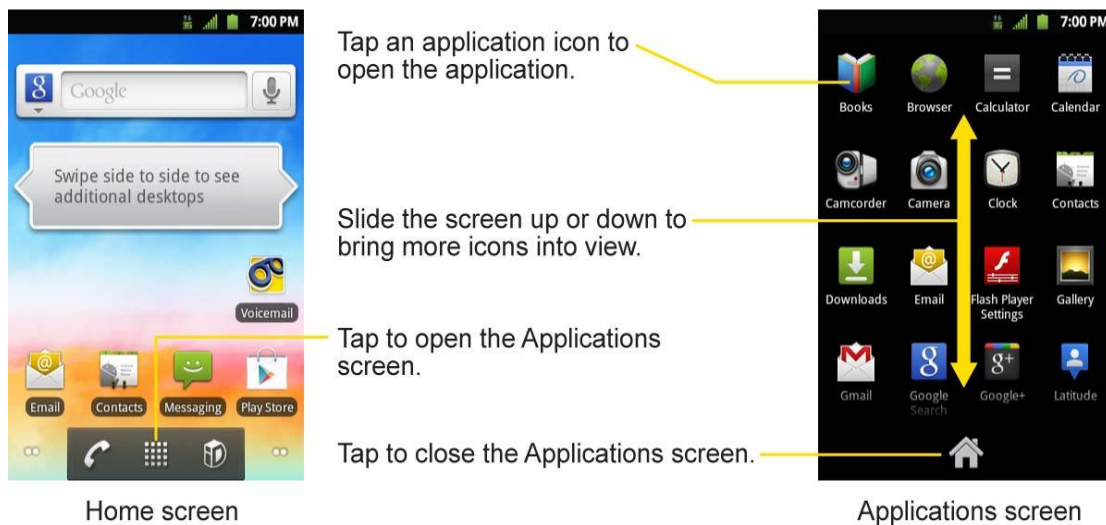 7:00 PM
8 Google
Swipe side to side to see
additional desktops
Voicemail
Email Contacts Messaging Play Store
Home screen
Tap an application icon to
open the application.
Slide the screen up or down to
bring more icons into view.
Tap to open the Applications
screen.
Tap to close the Applications screen.
3G 7:00 PM
Books Browser Calculator Calendar
Camcorder Camera Clock Contacts
Downloads Email Flash Player Gallery
Settings
8 g+
Gmail Google Google+ Latitude
Search
Applications screen